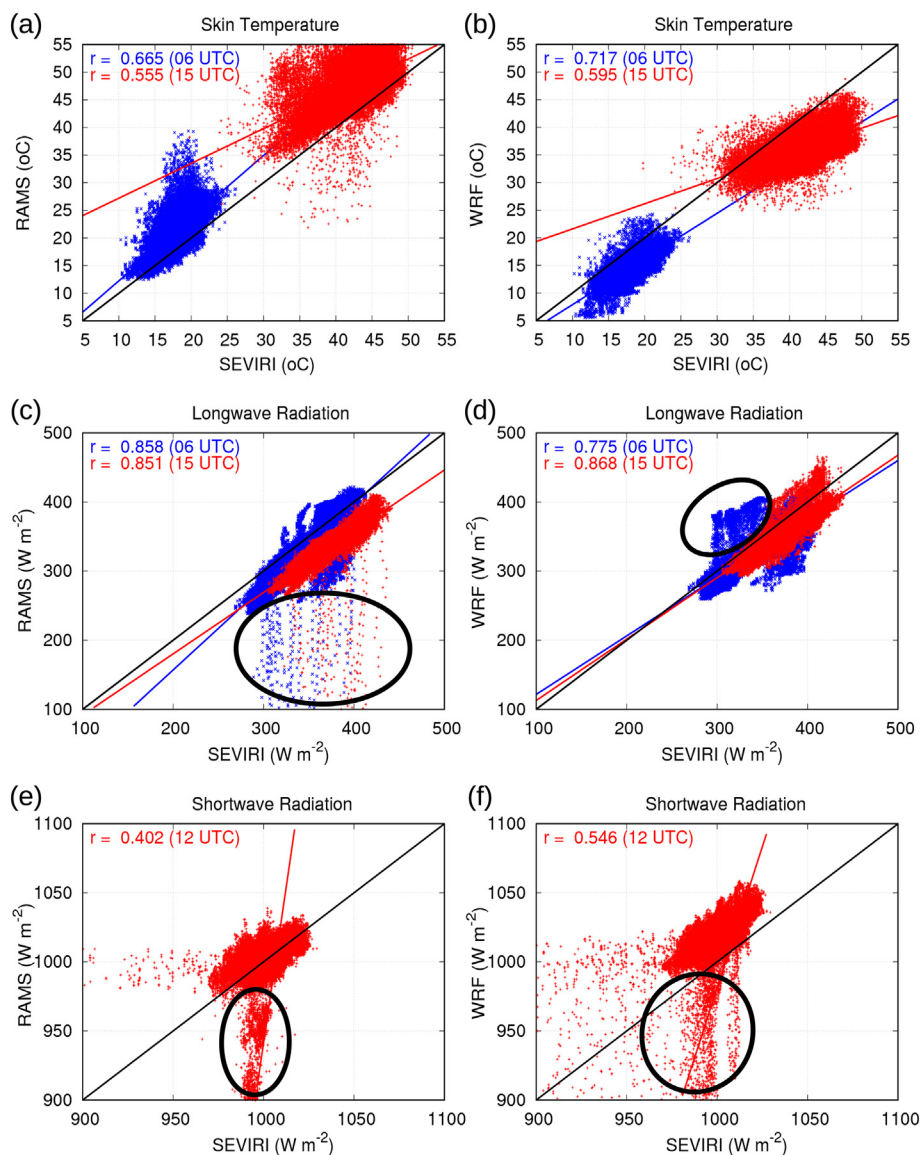 (a)
Skin Temperature
r = 0.665 (06 UTC)
r = 0.555 (15 UTC)
55
50
45
40
35
30
25
20
15
10
5
RAMS (oC)
5 10 15 20 25 30 35 40 45 50 55
SEVIRI (oC)
(b)
Skin Temperature
r = 0.717 (06 UTC)
r = 0.595 (15 UTC)
55
50
45
40
35
30
25
20
15
10
5
WRF (oC)
5 10 15 20 25 30 35 40 45 50 55
SEVIRI (oC)
(c)
Longwave Radiation
r = 0.858 (06 UTC)
r = 0.851 (15 UTC)
500
400
300
200
100
RAMS (W m⁻²)
100 200 300 400 500
SEVIRI (W m⁻²)
(d)
Longwave Radiation
r = 0.775 (06 UTC)
r = 0.868 (15 UTC)
500
400
300
200
100
WRF (W m⁻²)
100 200 300 400 500
SEVIRI (W m⁻²)
(e)
Shortwave Radiation
r = 0.402 (12 UTC)
1100
1050
1000
950
900
RAMS (W m⁻²)
900 950 1000 1050 1100
SEVIRI (W m⁻²)
(f)
Shortwave Radiation
r = 0.546 (12 UTC)
1100
1050
1000
950
900
WRF (W m⁻²)
900 950 1000 1050 1100
SEVIRI (W m⁻²)